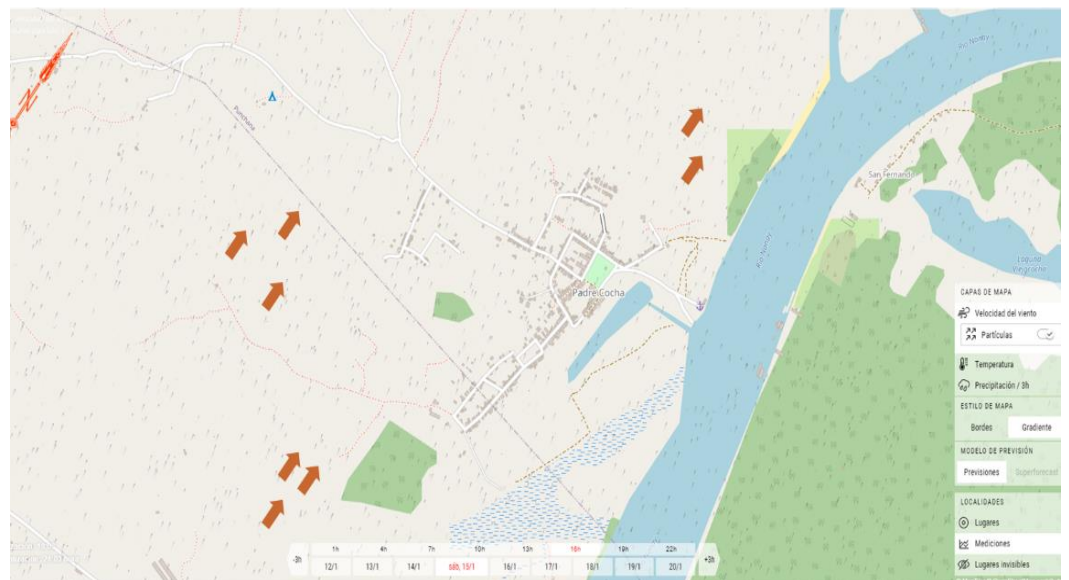 Punchana
Río Nanay
San Fernando
Río Nanay
Padre Cocha
CAPAS DE MAPA
Velocidad del viento
Partículas
Temperatura
Precipitación / 3h
ESTILO DE MAPA
Bordes Gradiente
MODELO DE PREVISIÓN
Previsiones Superforecast
LOCALIDADES
Lugares
Mediciones
Lugares invisibles
-3h 1h 4h 7h 10h 13h 16h 19h 22h +3h
12/1 13/1 14/1 sáb, 15/1 16/1 17/1 18/1 19/1 20/1